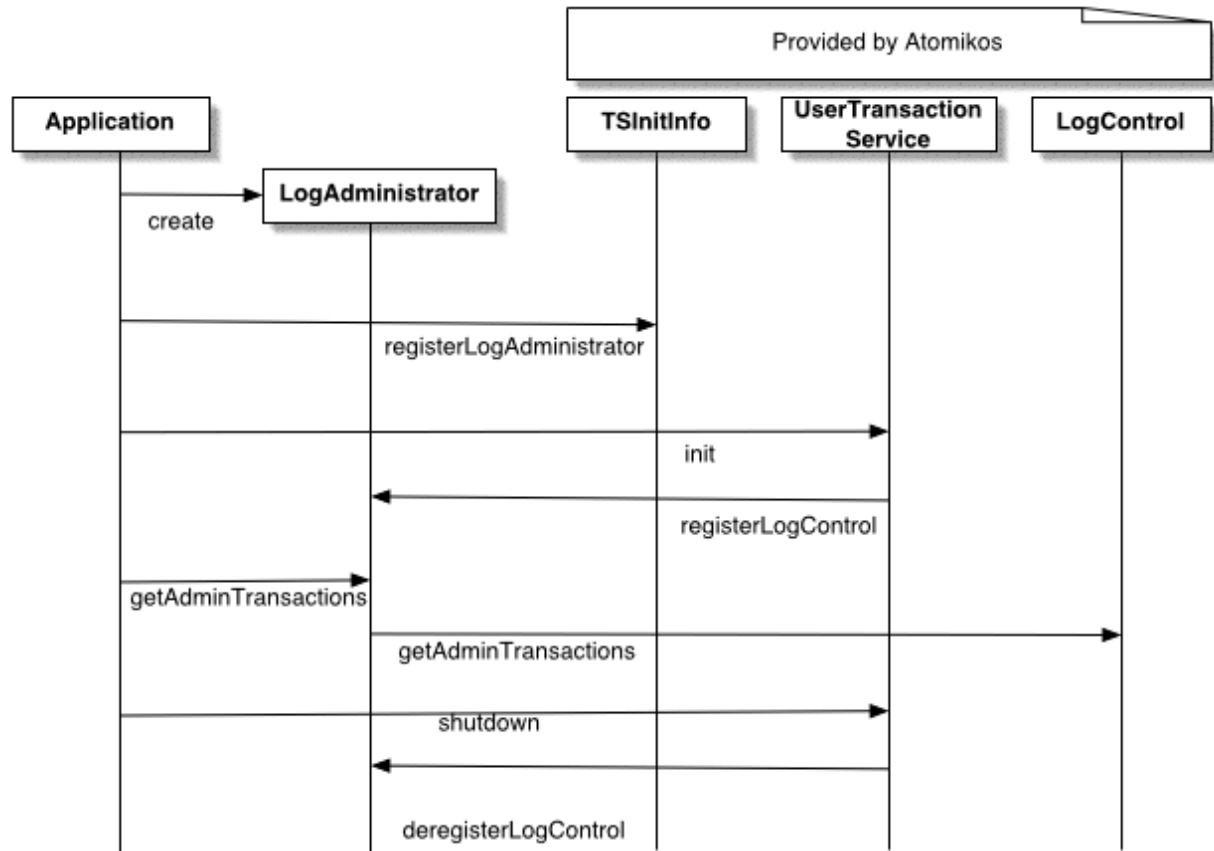 Provided by Atomikos
Application
TSInitInfo
UserTransaction
Service
LogControl
LogAdministrator
create
registerLogAdministrator
init
registerLogControl
getAdminTransactions
getAdminTransactions
shutdown
deregisterLogControl